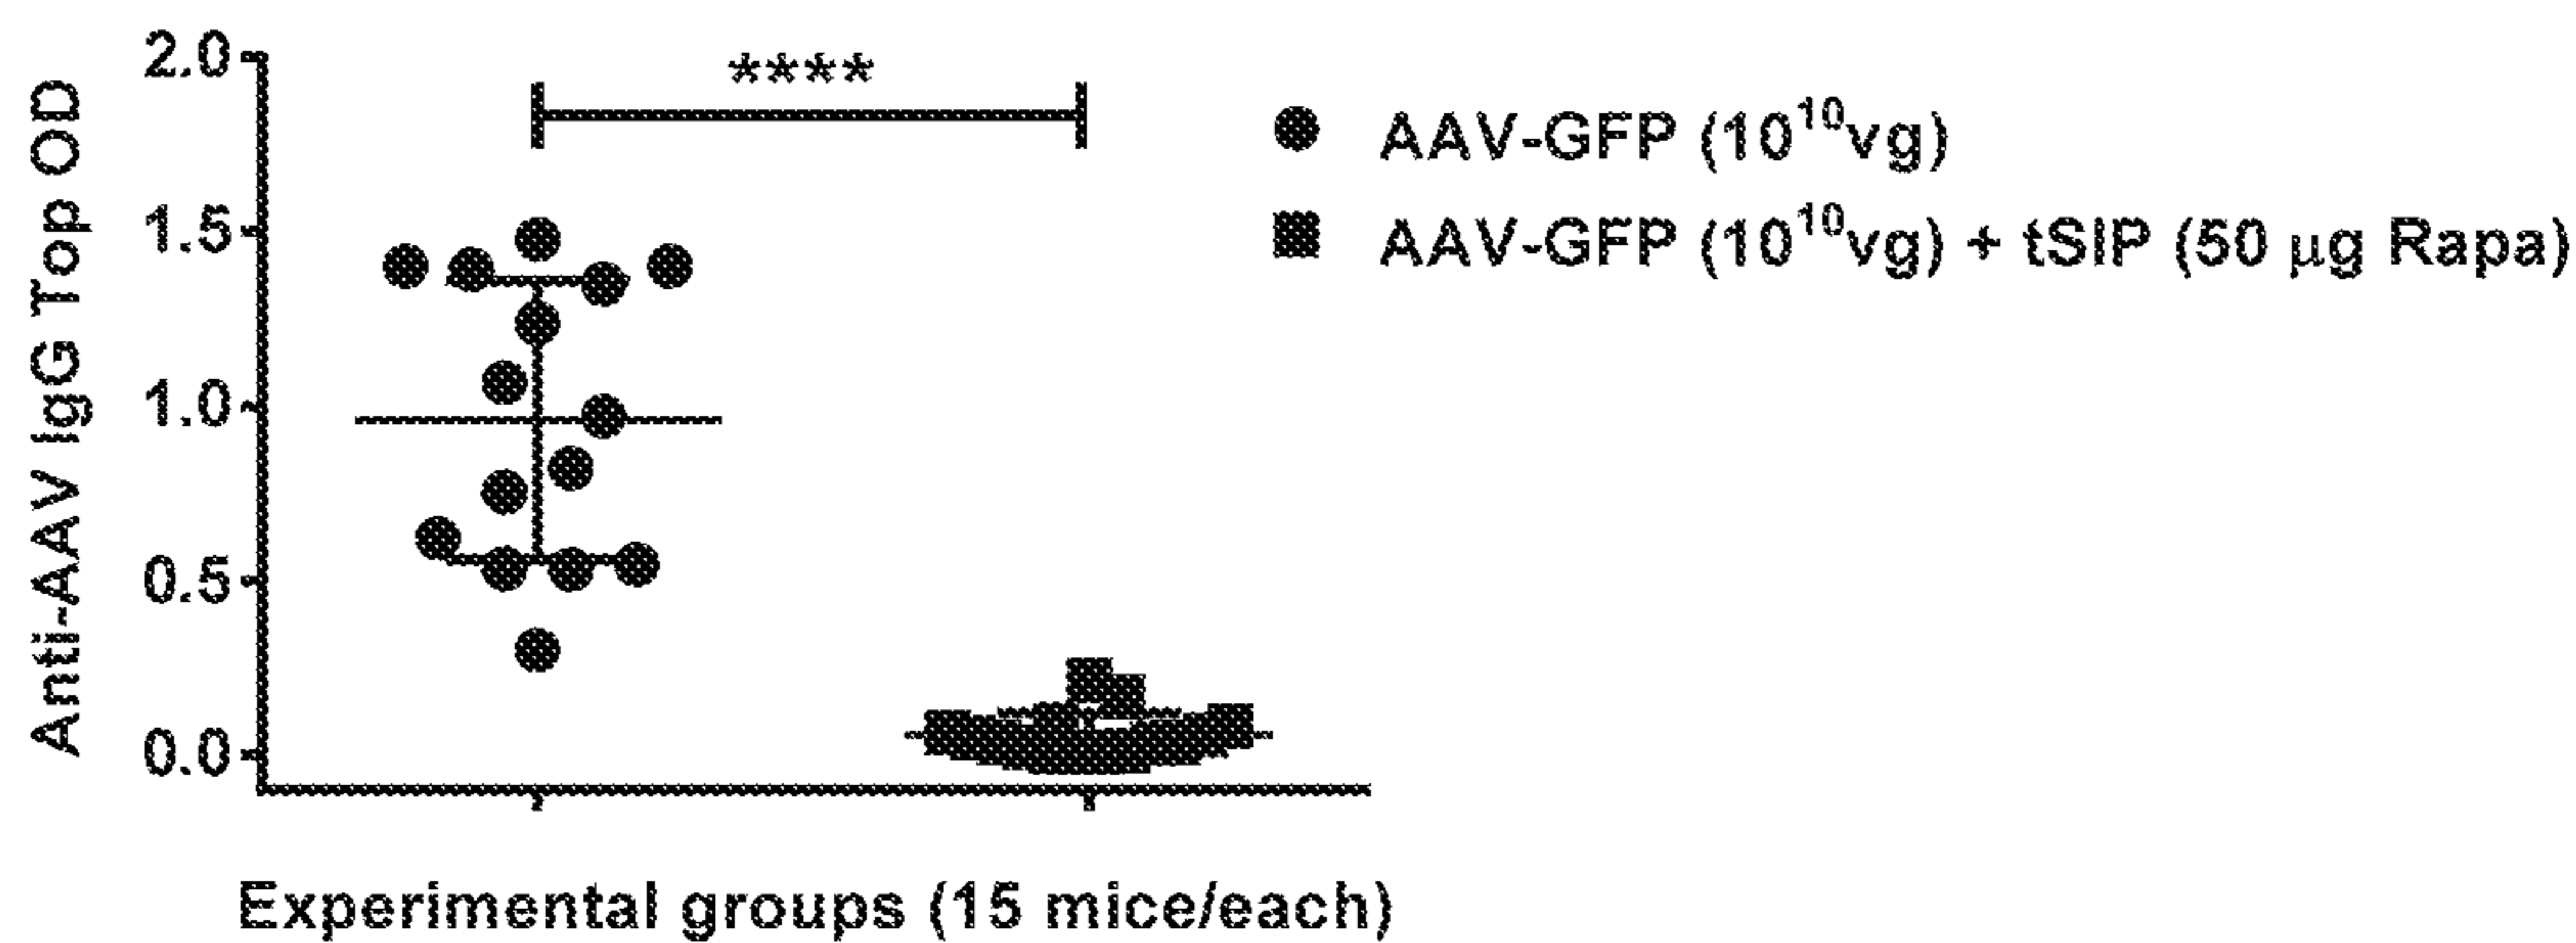 Anti-AAV IgG Top OD
2.0
1.5
1.0
0.5
0.0
****
AAV-GFP (10¹⁰vg)
AAV-GFP (10¹⁰vg) + tSIP (50 μg Rapa)
Experimental groups (15 mice/each)